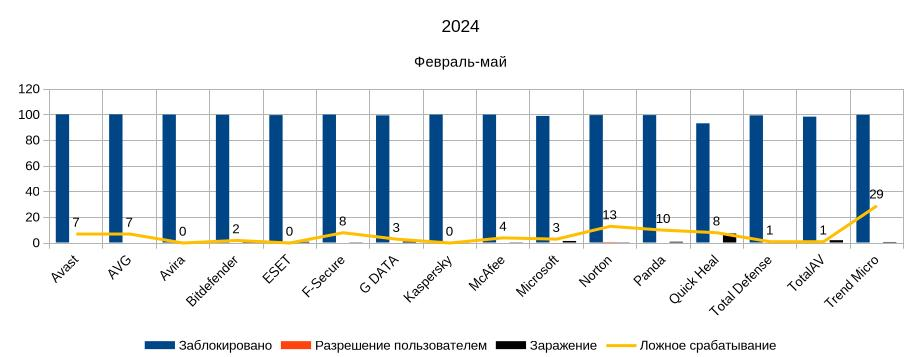 2024
Февраль-май
120
100
80
60
40
20
0
7 7 0 2 0 8 3 0 4 3 13 10 8 1 1 29
Avast AVG Avira Bitdefender ESET F-Secure G DATA Kaspersky McAfee Microsoft Norton Panda Quick Heal Total Defense TotalAV Trend Micro
Заблокировано Разрешение пользователем Заражение Ложное срабатывание